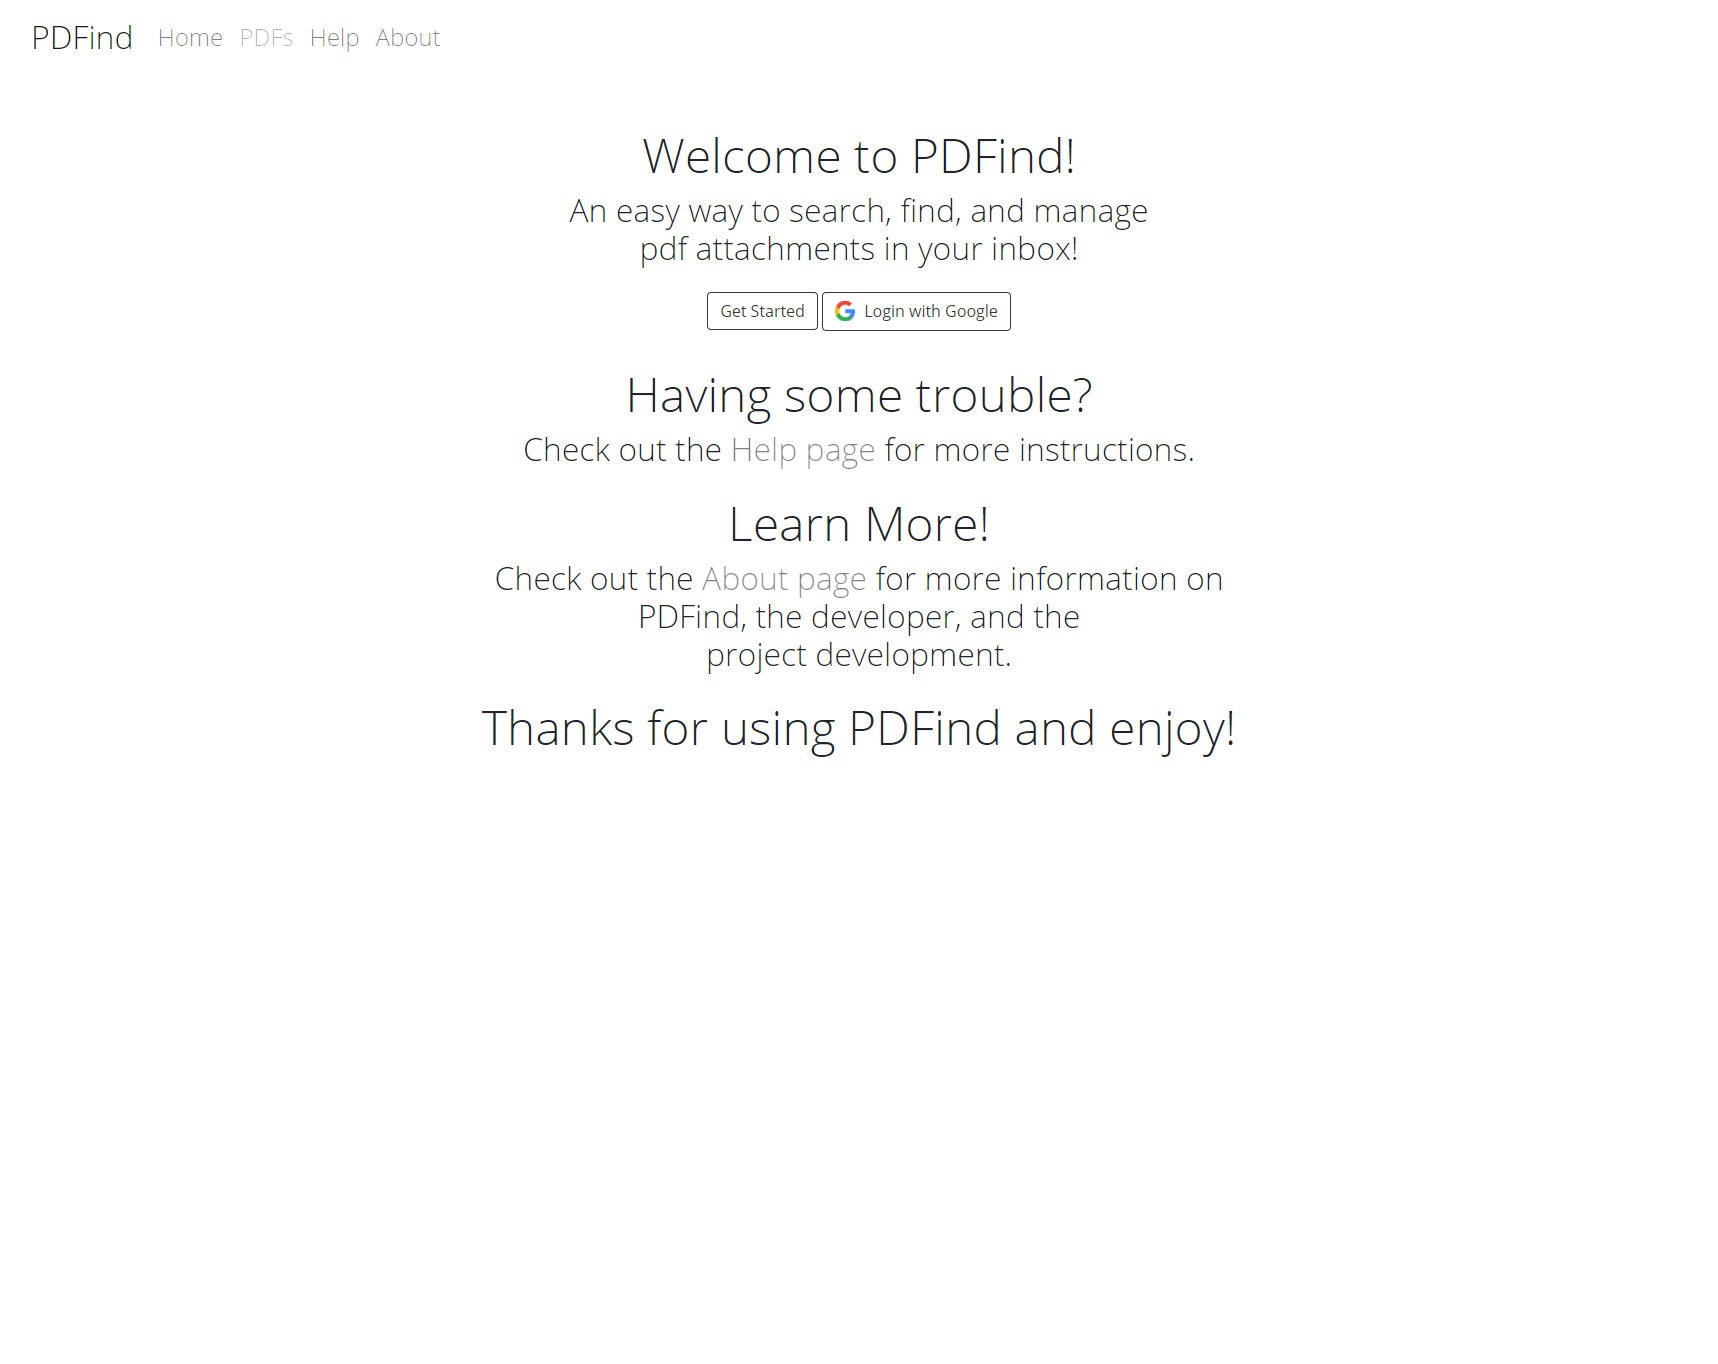 PDFind Home PDFs Help About
Welcome to PDFind!
An easy way to search, find, and manage
pdf attachments in your inbox!
Get Started Login with Google
Having some trouble?
Check out the Help page for more instructions.
Learn More!
Check out the About page for more information on
PDFind, the developer, and the
project development.
Thanks for using PDFind and enjoy!